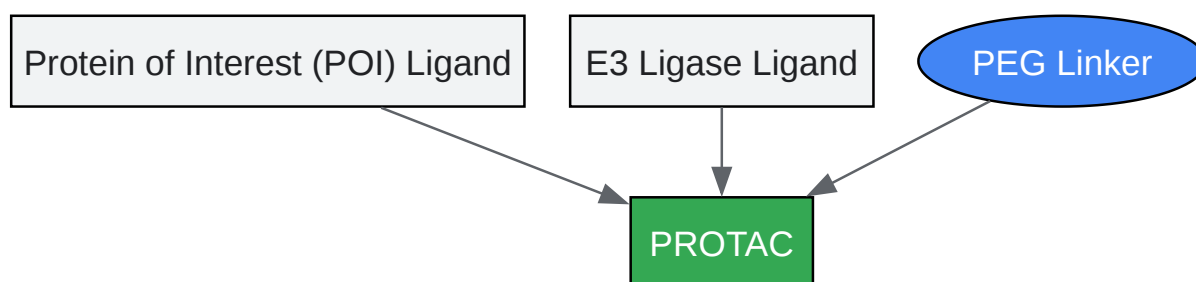 Protein of Interest (POI) Ligand
E3 Ligase Ligand
PEG Linker
PROTAC